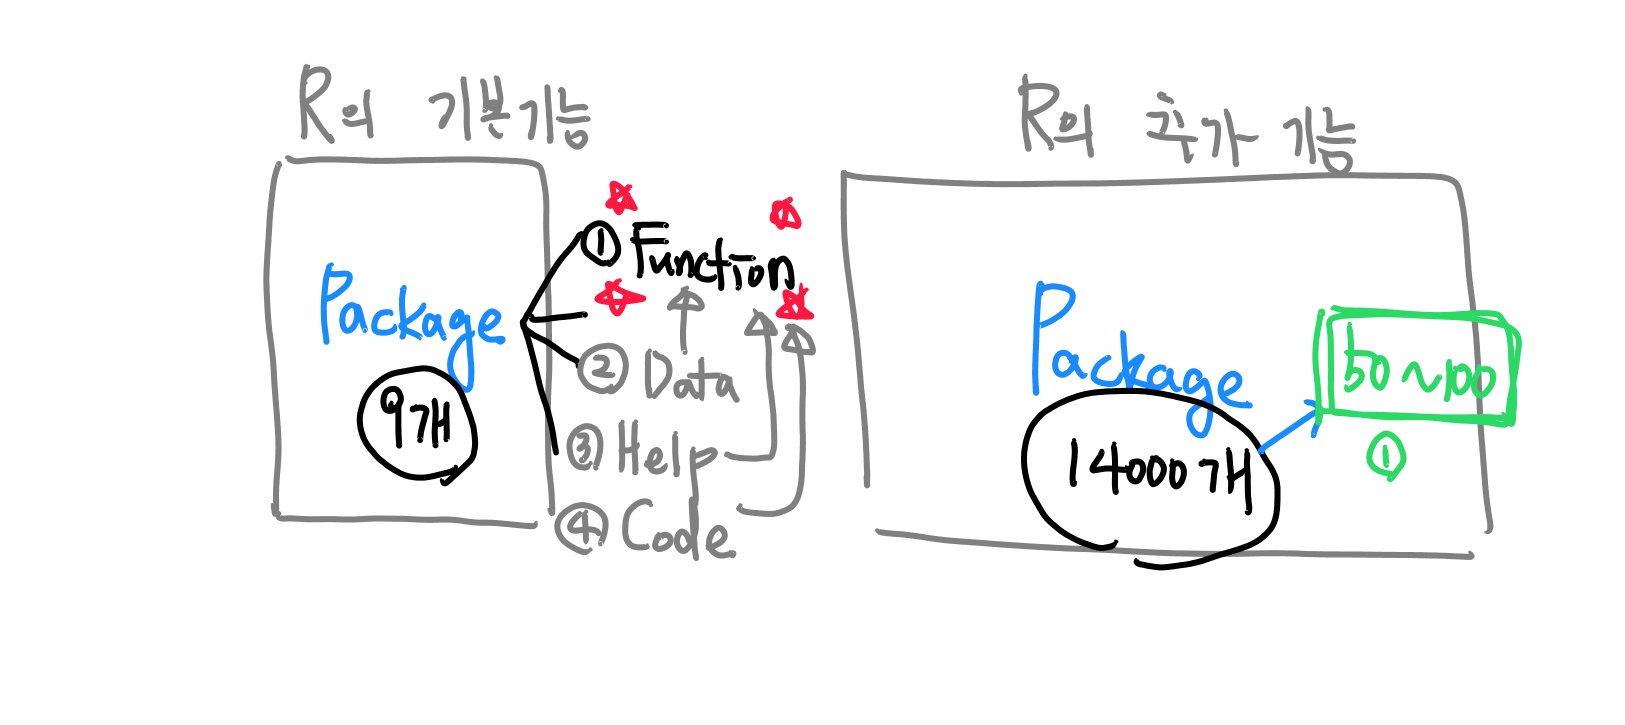 R의 기본기능
Package
9개
① Function
② Data
③ Help
④ Code
R의 추가 기능
Package
14000개
50~100
①